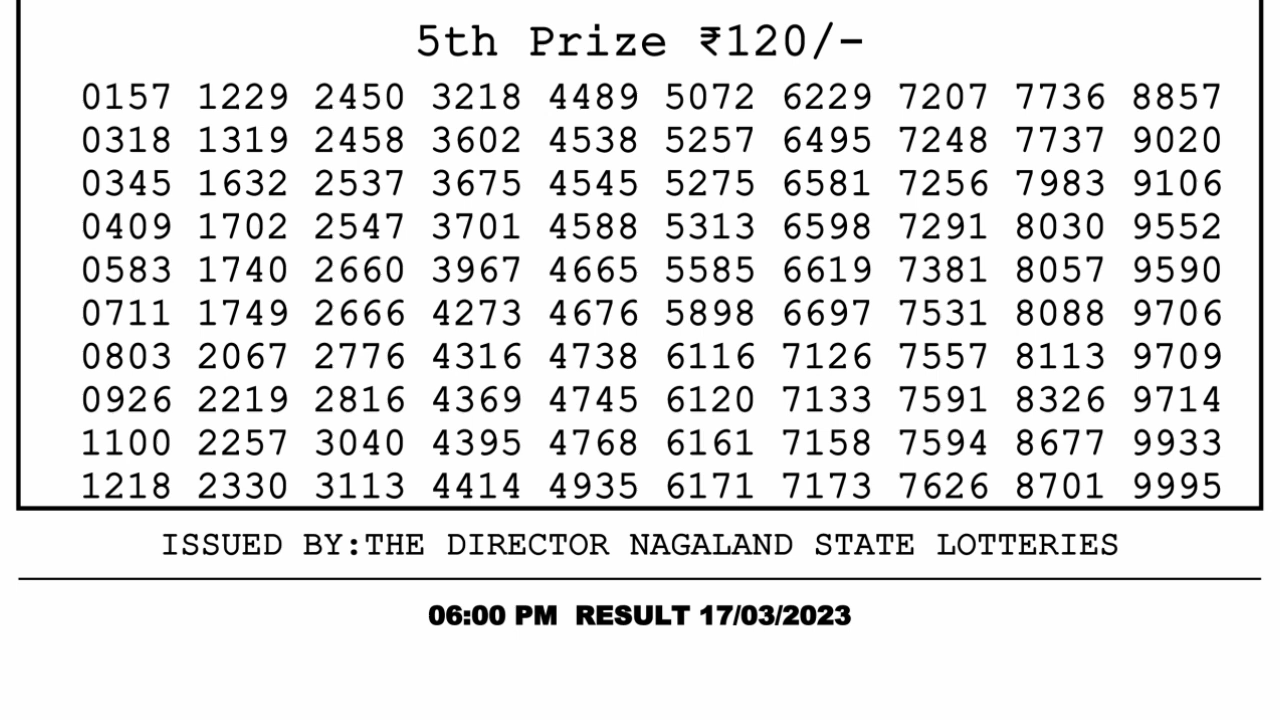 5th Prize ₹120/-
0157 1229 2450 3218 4489 5072 6229 7207 7736 8857
0318 1319 2458 3602 4538 5257 6495 7248 7737 9020
0345 1632 2537 3675 4545 5275 6581 7256 7983 9106
0409 1702 2547 3701 4588 5313 6598 7291 8030 9552
0583 1740 2660 3967 4665 5585 6619 7381 8057 9590
0711 1749 2666 4273 4676 5898 6697 7531 8088 9706
0803 2067 2776 4316 4738 6116 7126 7557 8113 9709
0926 2219 2816 4369 4745 6120 7133 7591 8326 9714
1100 2257 3040 4395 4768 6161 7158 7594 8677 9933
1218 2330 3113 4414 4935 6171 7173 7626 8701 9995
ISSUED BY:THE DIRECTOR NAGALAND STATE LOTTERIES
06:00 PM RESULT 17/03/2023